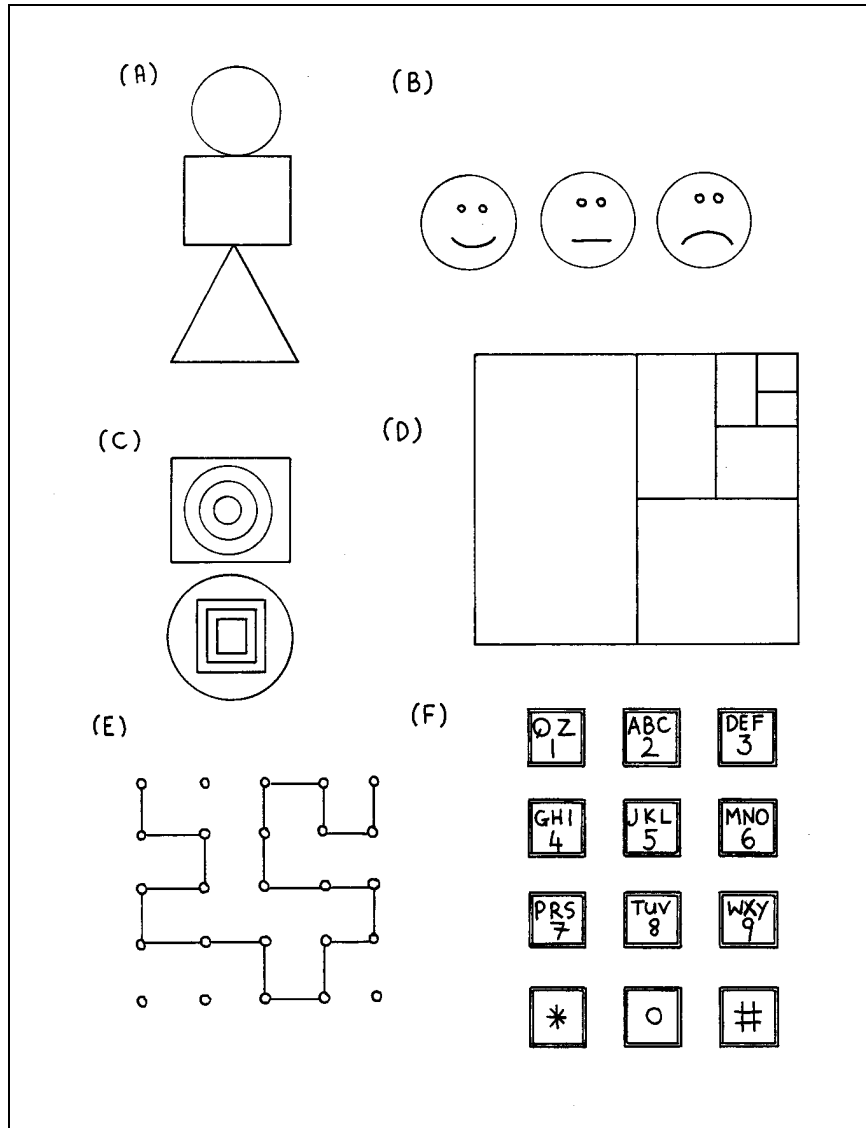 (A)
(B)
(C)
(D)
(E)
(F)
QZ
1
ABC
2
DEF
3
GHI
4
JKL
5
MNO
6
PRS
7
TUV
8
WXY
9
*
0
#